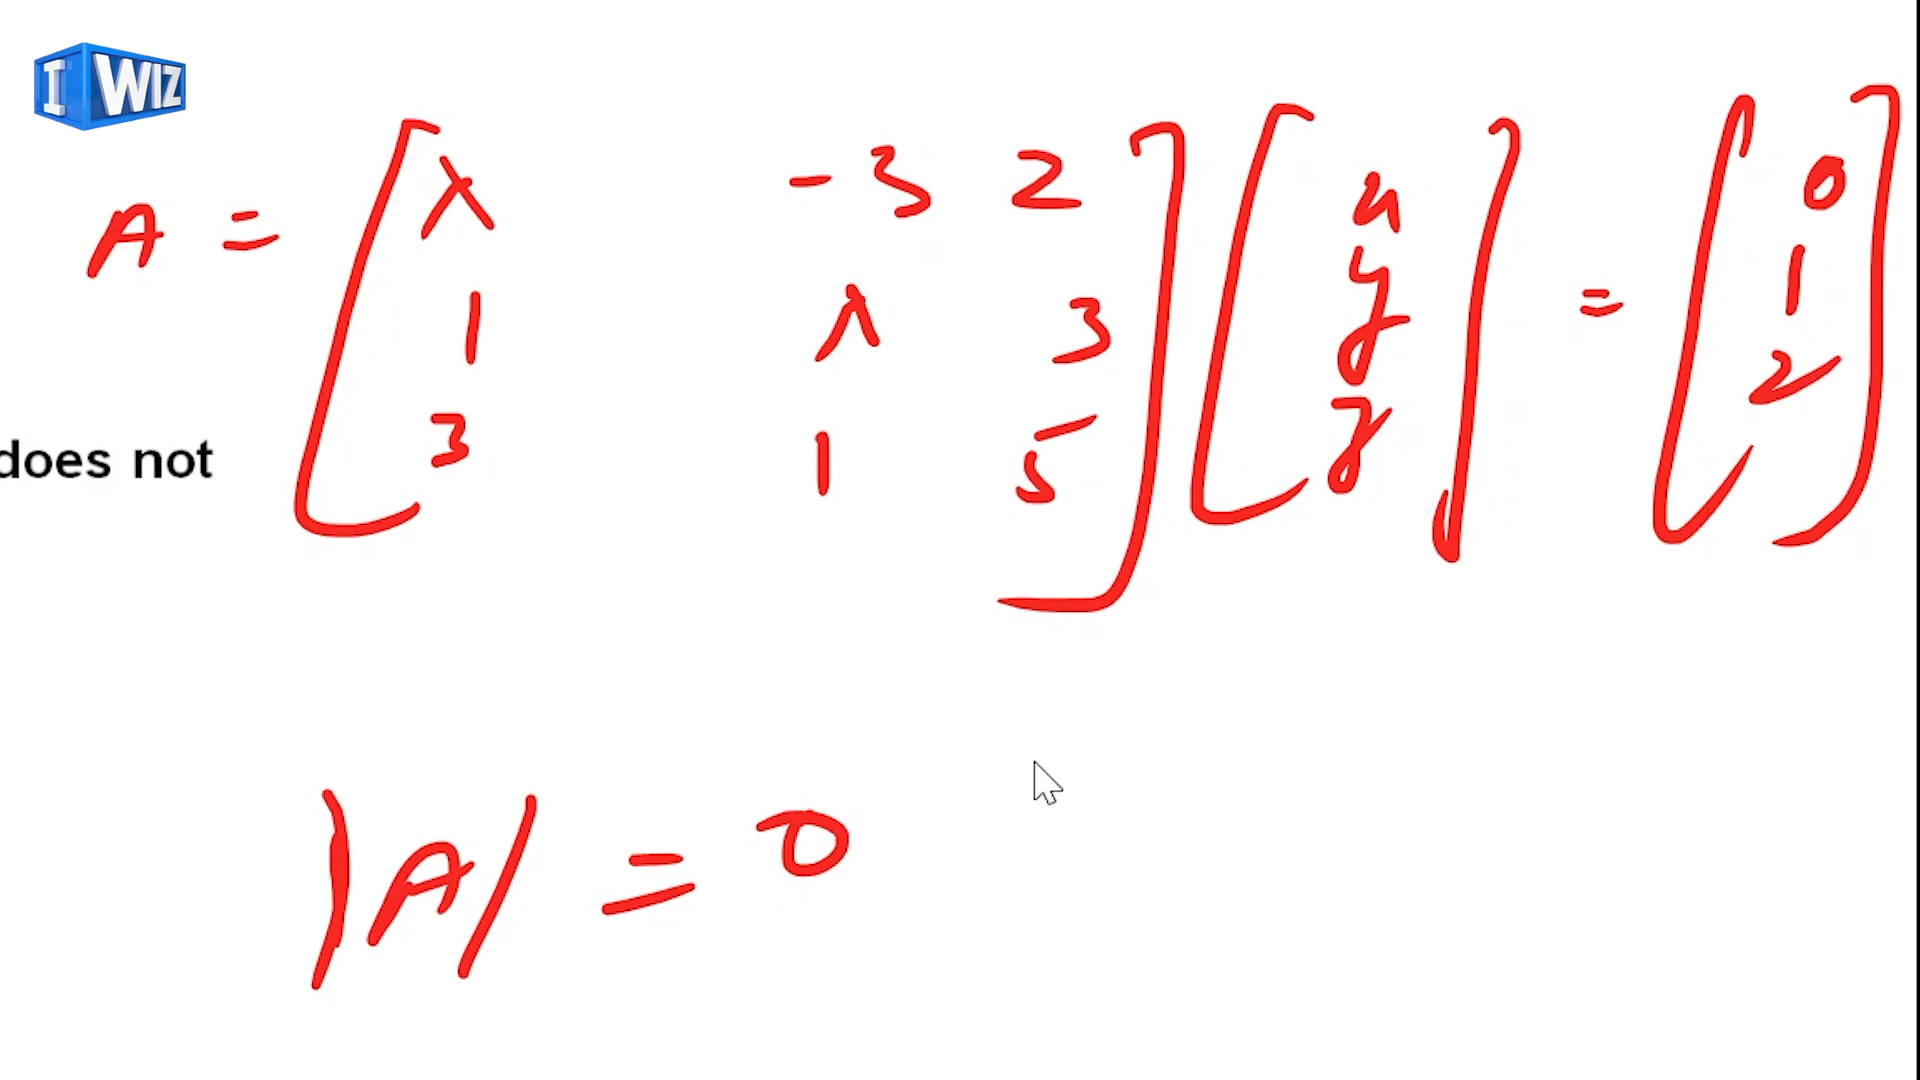 I WIZ
A = [ λ -3 2 ] [ x ] = [ 0 ]
1 λ 3 y 1
3 1 5 z 2
does not
|A| = 0